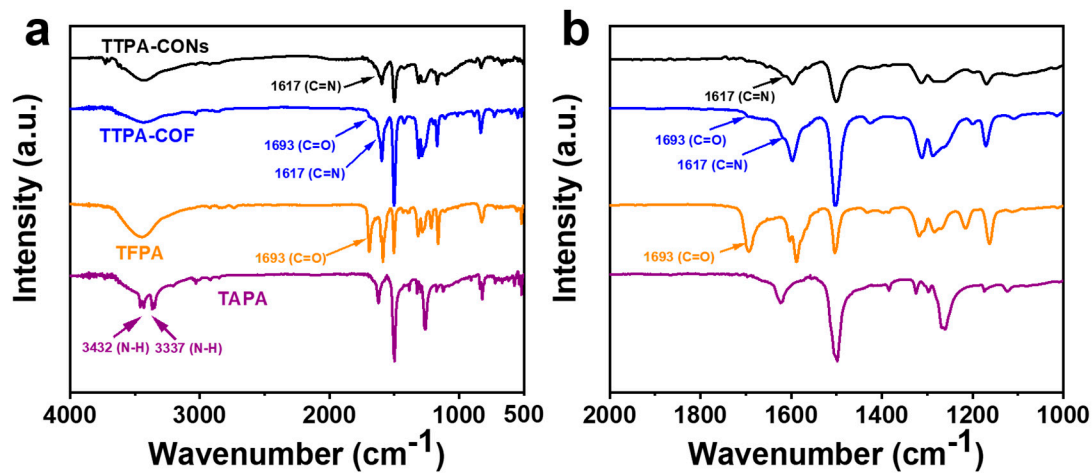 a
TTPA-CONs
1617 (C=N)
TTPA-COF
1693 (C=O)
1617 (C=N)
TFPA
1693 (C=O)
TAPA
3432 (N-H) 3337 (N-H)
Intensity (a.u.)
4000 3000 2000 1000 500
Wavenumber (cm-1)
b
1617 (C=N)
1693 (C=O)
1617 (C=N)
1693 (C=O)
Intensity (a.u.)
2000 1800 1600 1400 1200 1000
Wavenumber (cm-1)